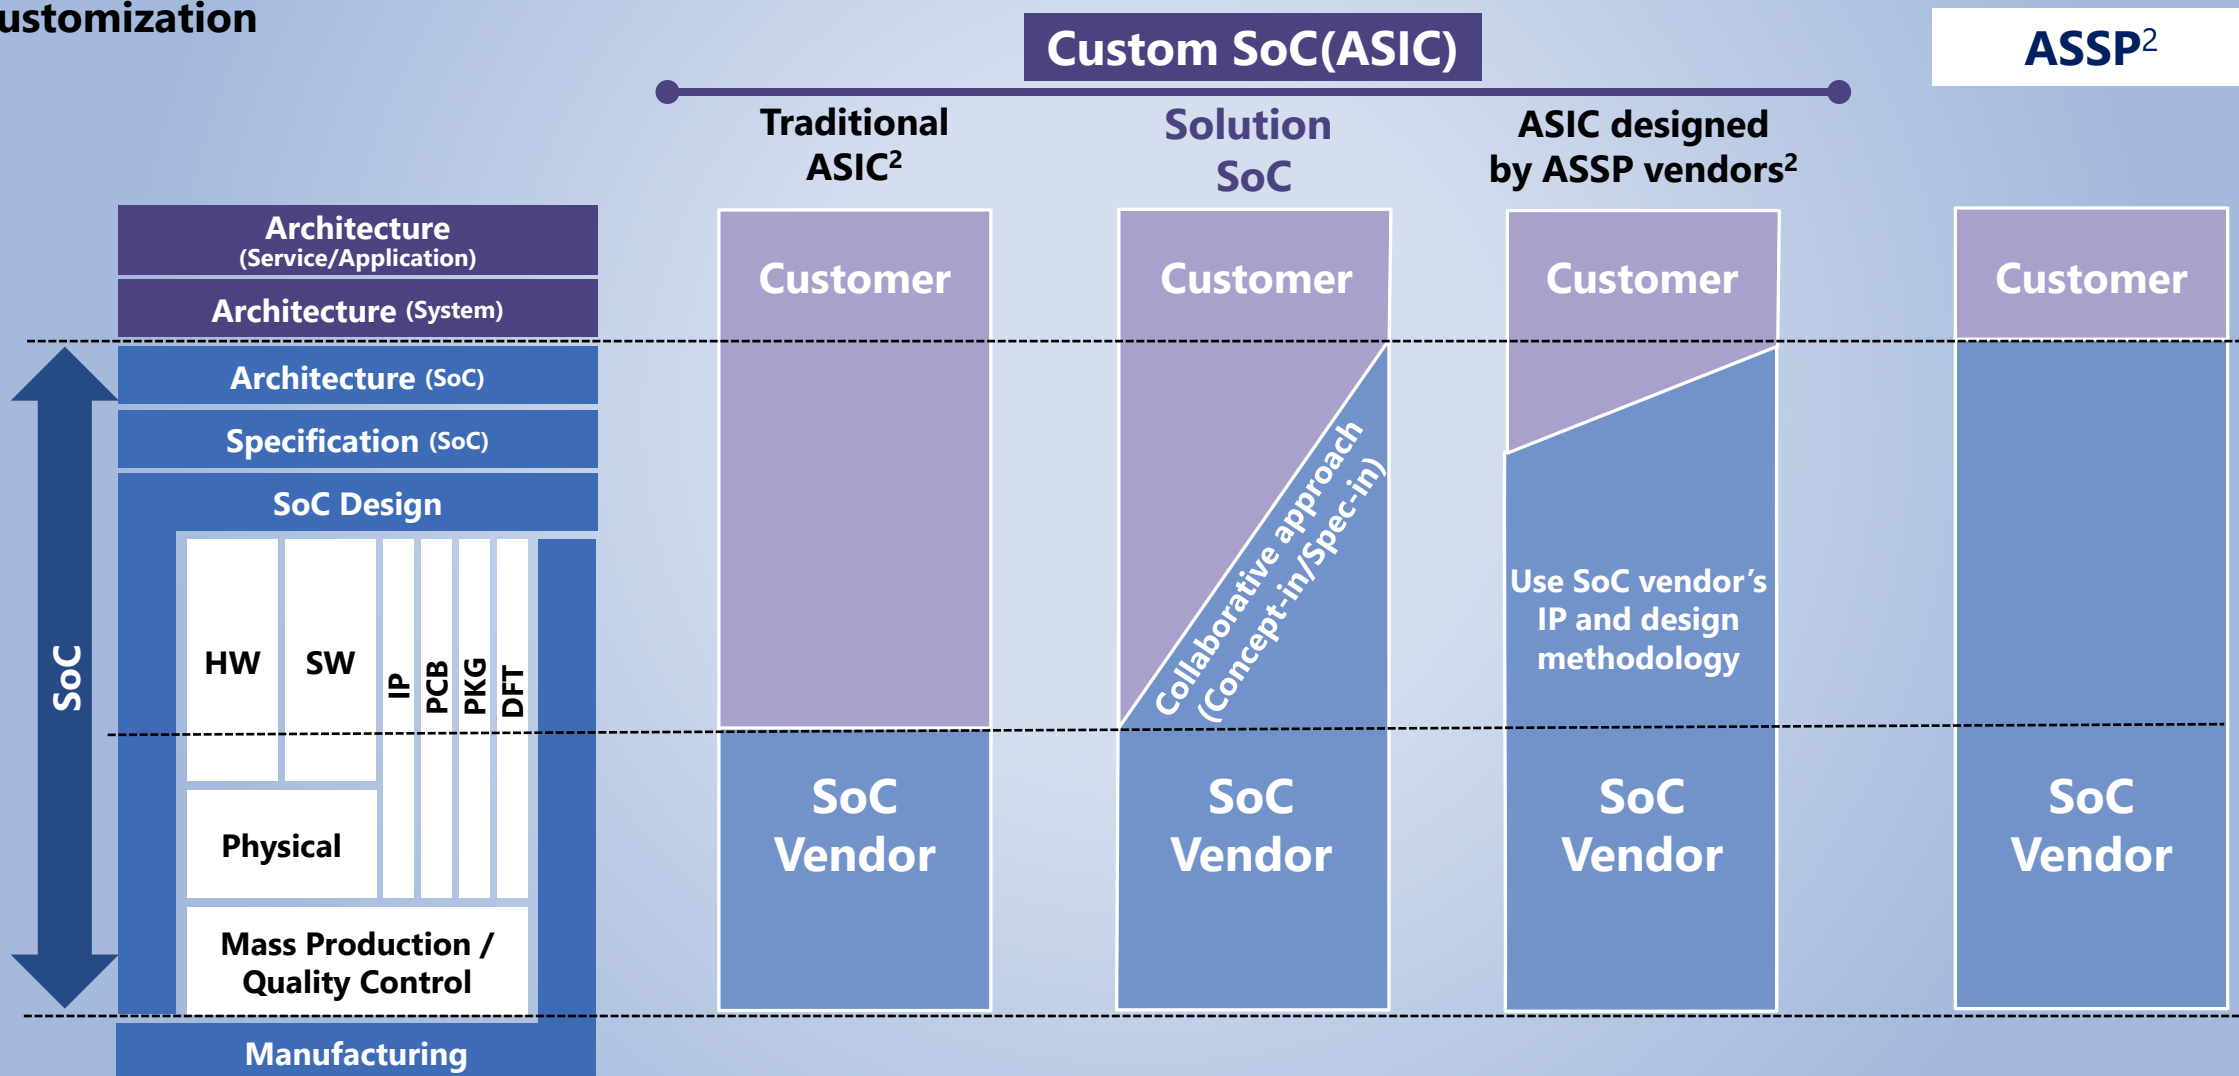 ustomization
Custom SoC(ASIC)
ASSP²
Traditional
ASIC²
Solution
SoC
ASIC designed
by ASSP vendors²
Architecture
(Service/Application)
Architecture (System)
Architecture (SoC)
Specification (SoC)
SoC Design
HW
SW
IP
PCB
PKG
DFT
Physical
Mass Production /
Quality Control
Manufacturing
SoC
Customer
SoC
Vendor
Customer
Collaborative approach
(Concept-in/Spec-in)
SoC
Vendor
Customer
Use SoC vendor's
IP and design
methodology
SoC
Vendor
Customer
SoC
Vendor